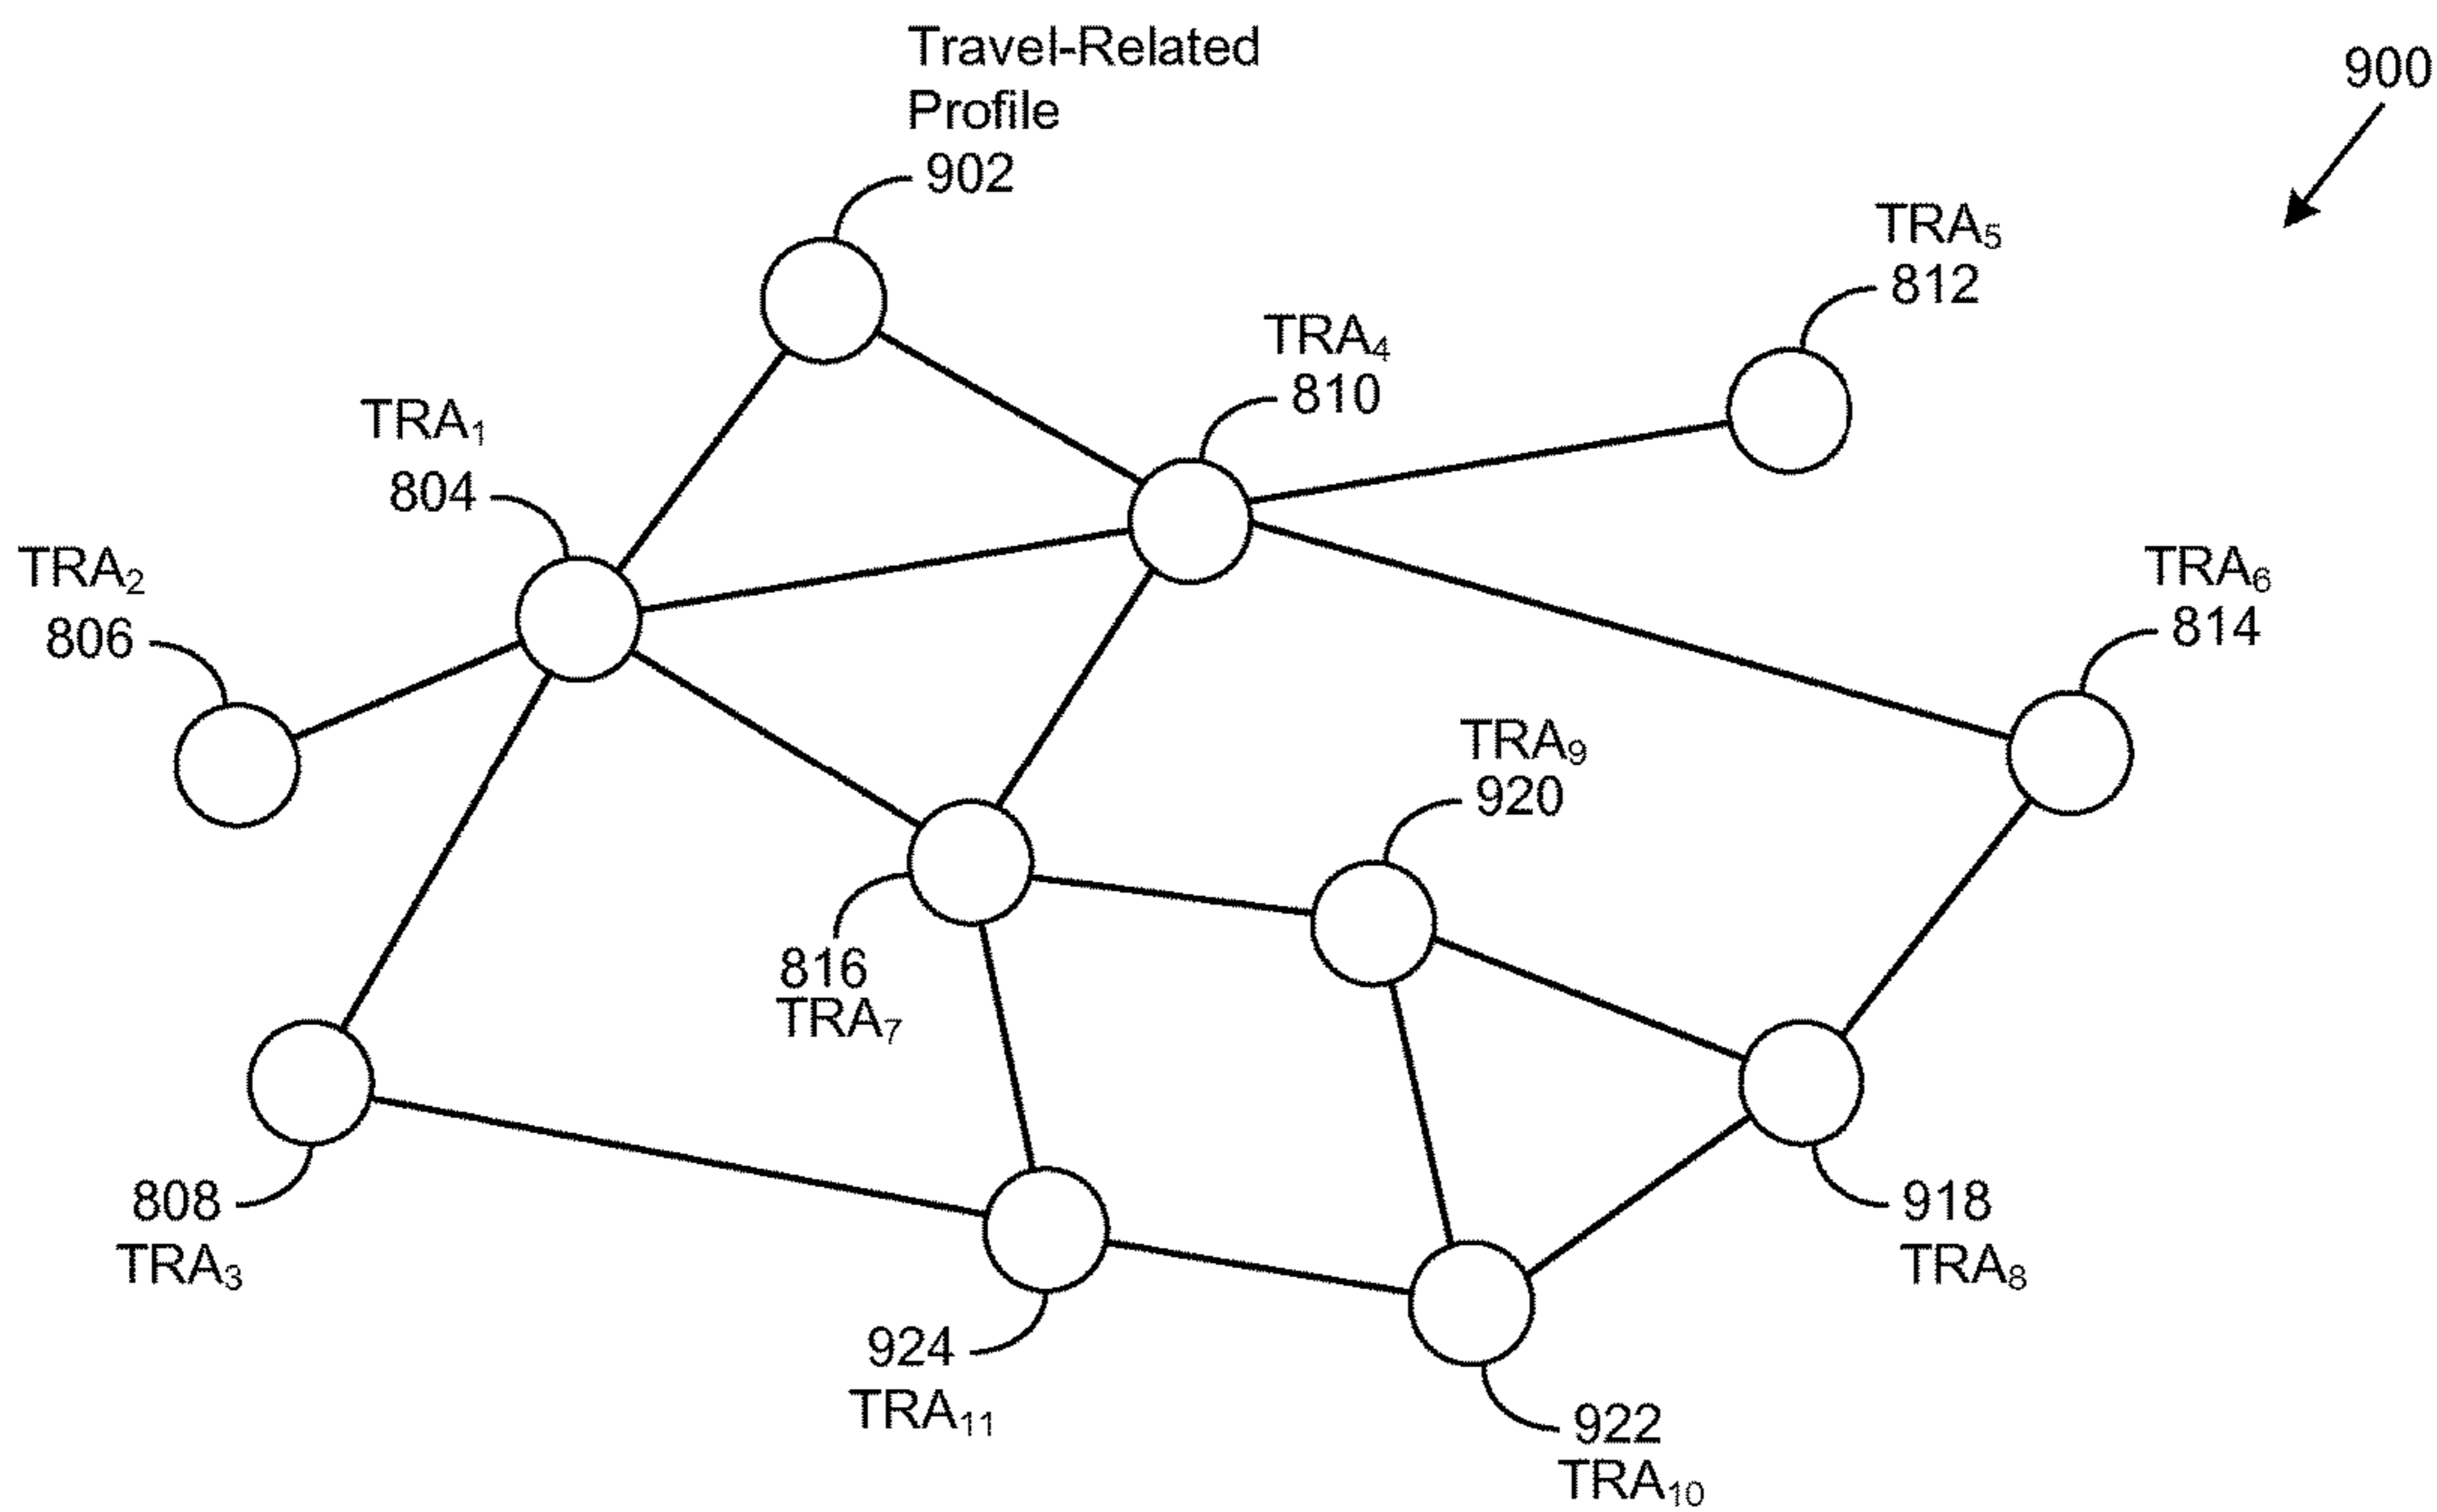 Travel-Related
Profile
902
900
TRA5
812
TRA4
810
TRA1
804
TRA2
806
TRA6
814
TRA9
920
816
TRA7
808
TRA3
918
TRA8
924
TRA11
922
TRA10